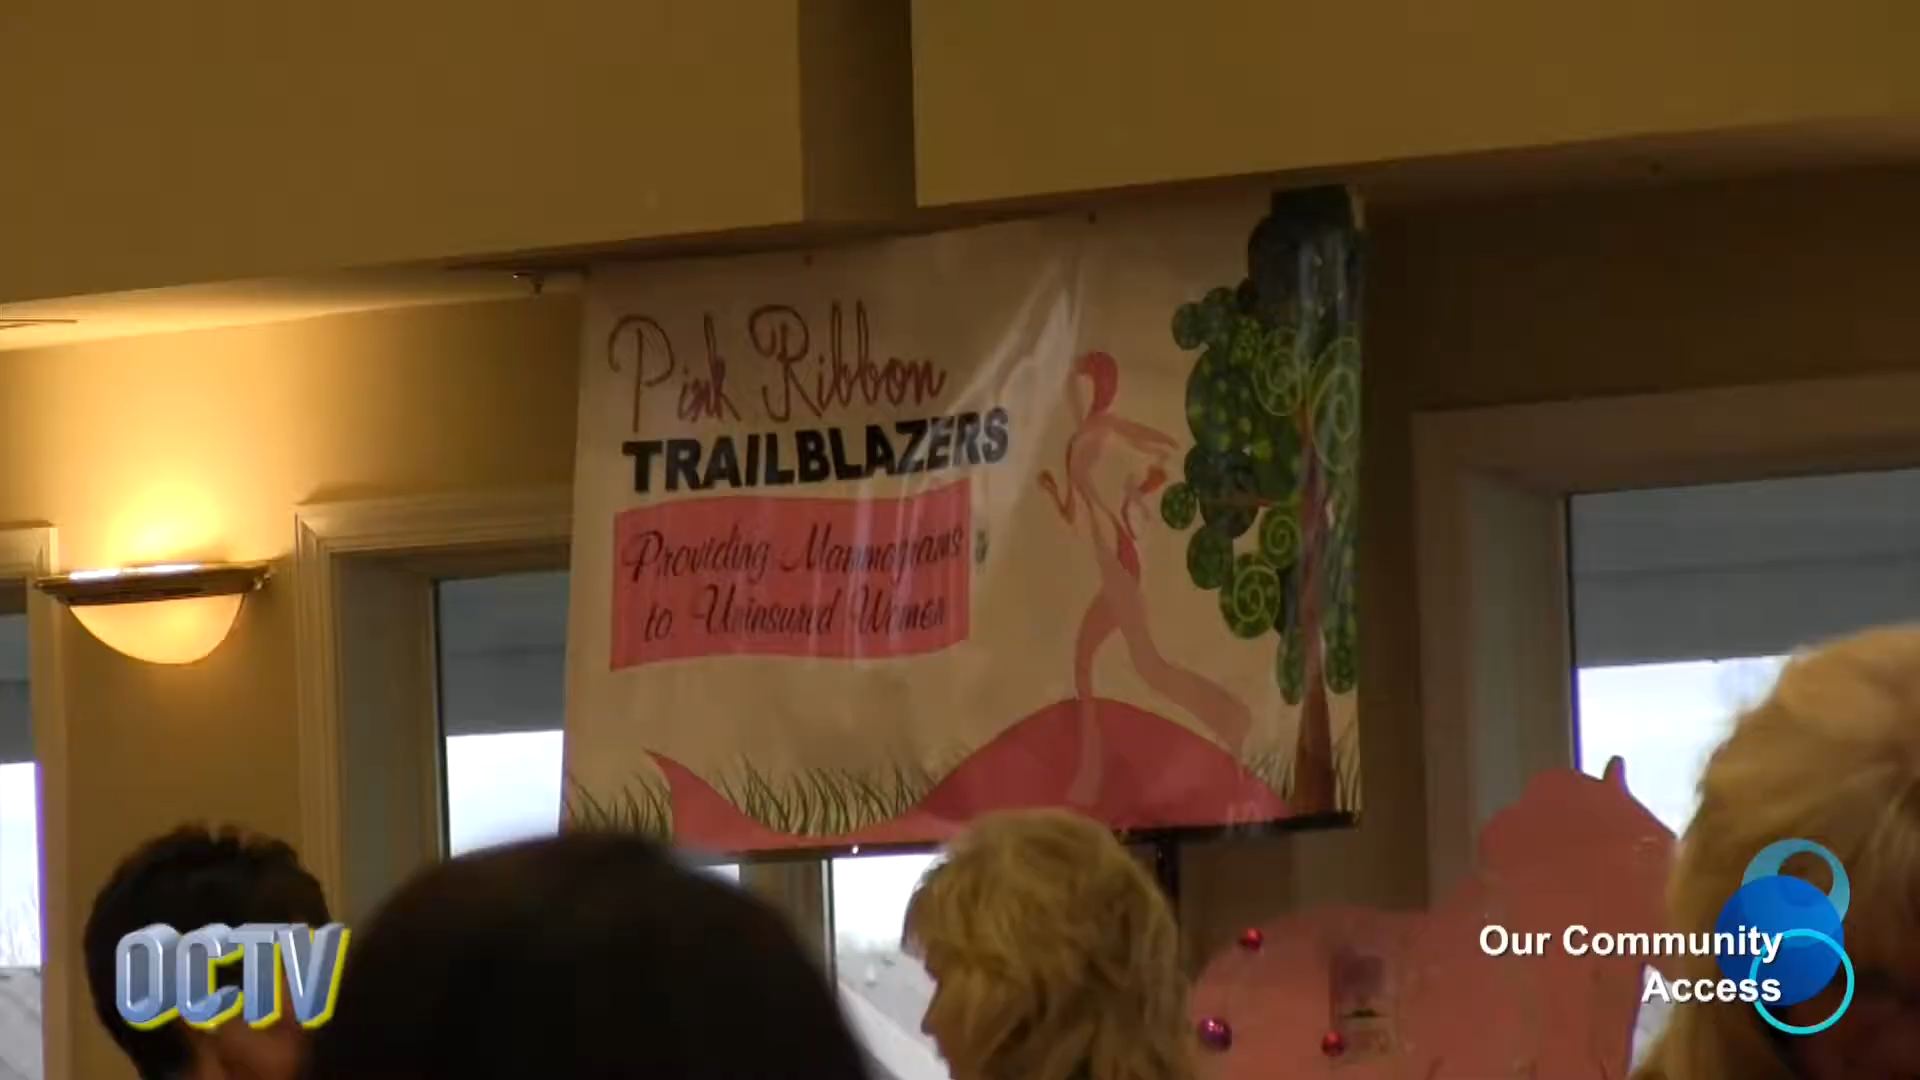 Pink Ribbon
TRAILBLAZERS
Providing Mammograms
to Uninsured Women
OCTV
Our Community
Access